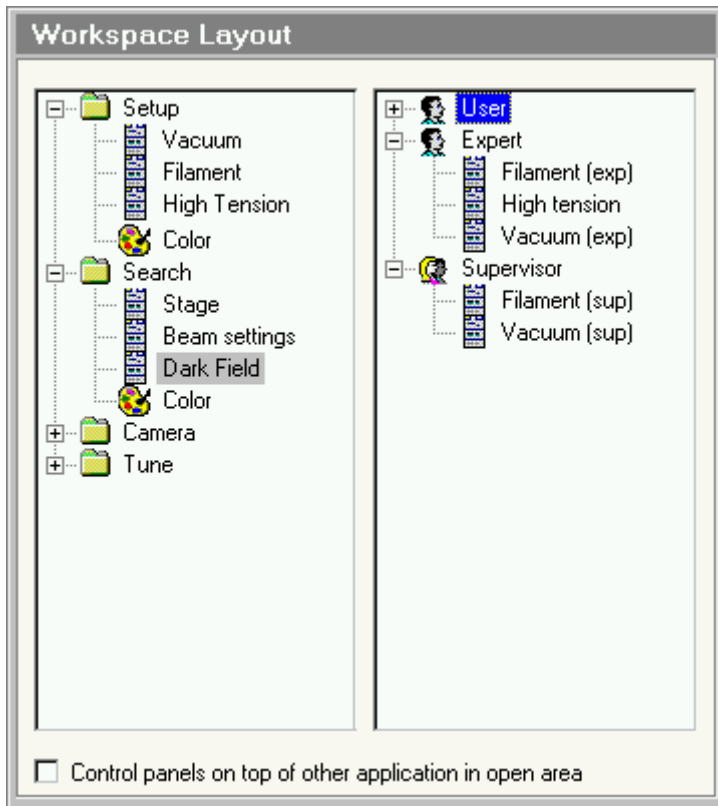 Workspace Layout
Setup
Vacuum
Filament
High Tension
Color
Search
Stage
Beam settings
Dark Field
Color
Camera
Tune
User
Expert
Filament (exp)
High tension
Vacuum (exp)
Supervisor
Filament (sup)
Vacuum (sup)
Control panels on top of other application in open area